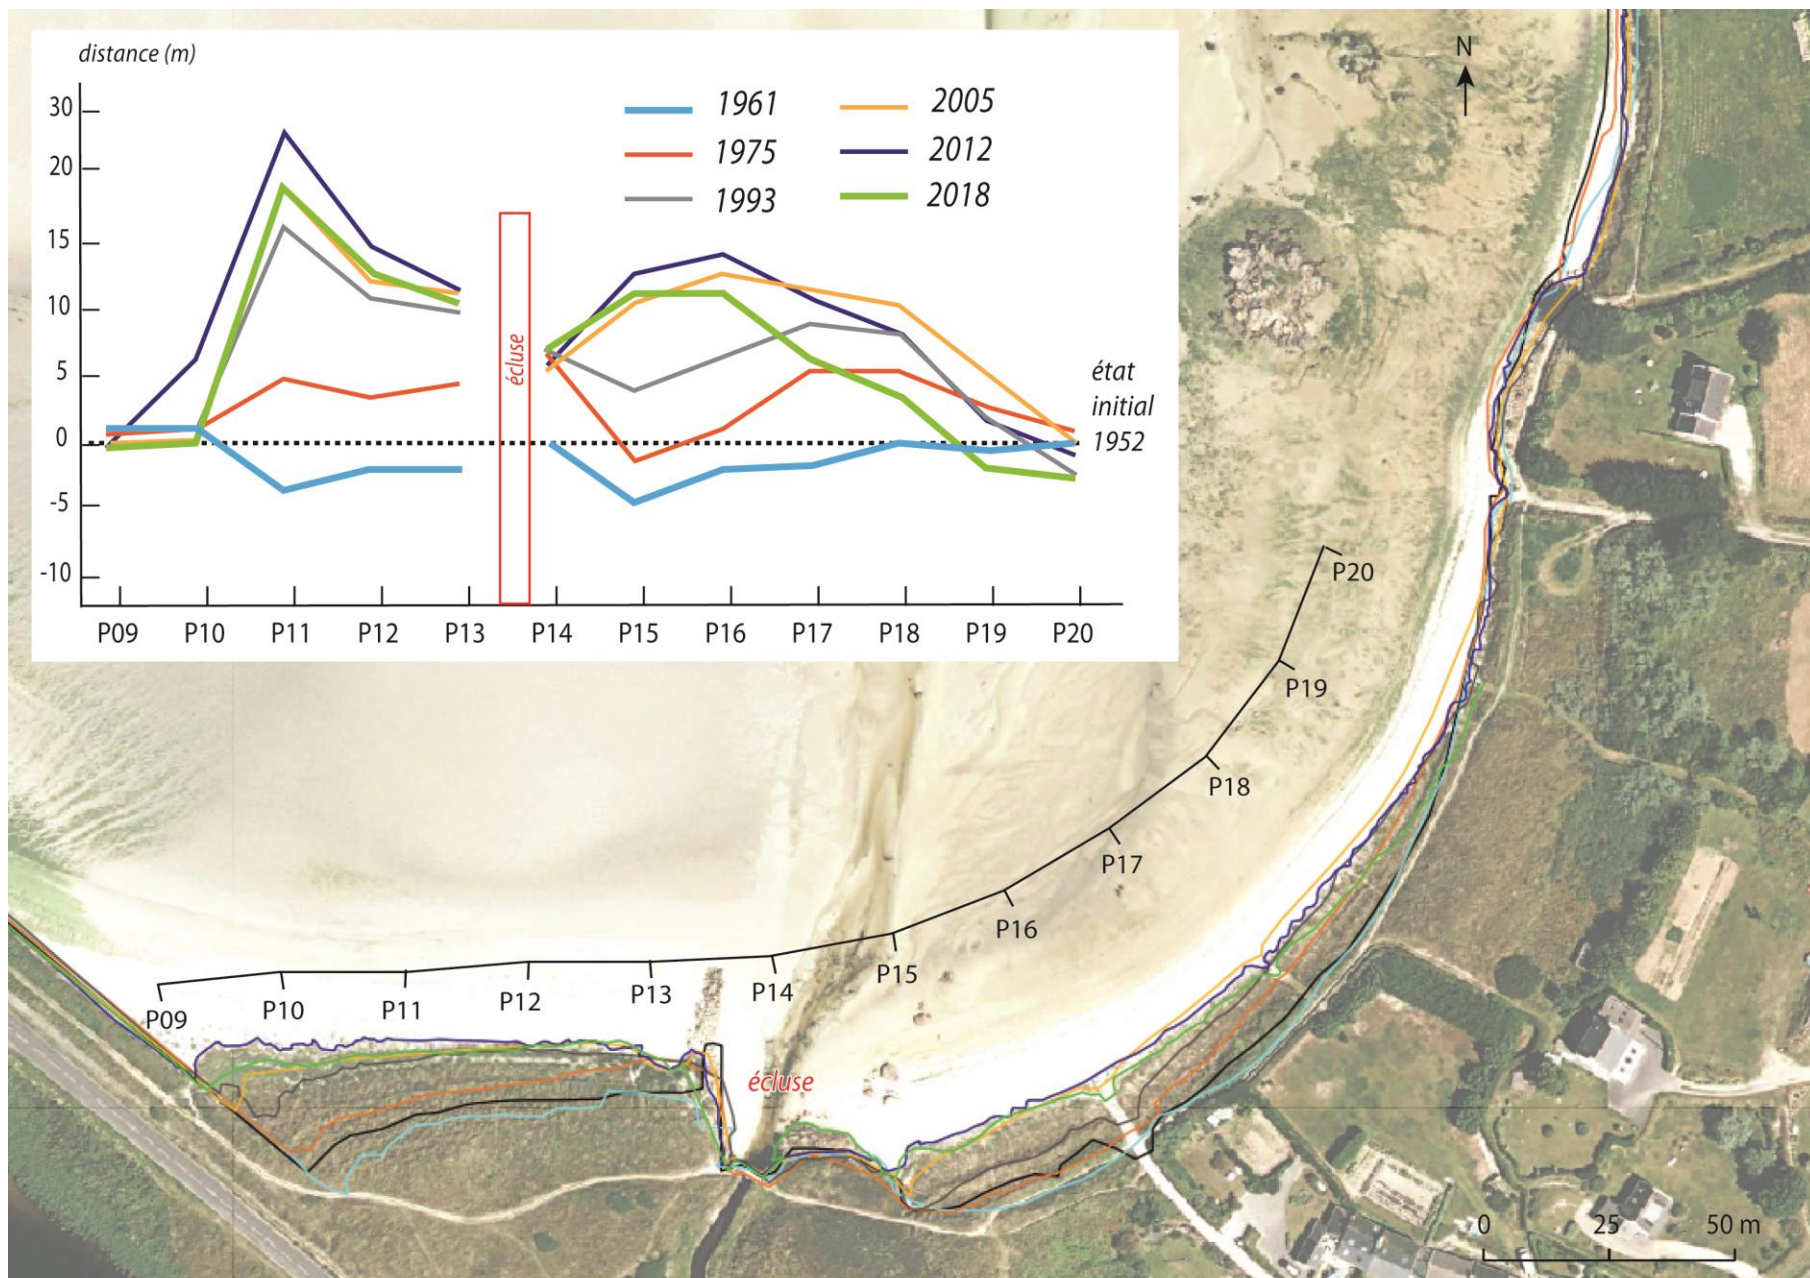 distance (m)
30
20
15
10
5
0
-5
-10
1961
1975
1993
2005
2012
2018
écluse
état
initial
1952
P09 P10 P11 P12 P13 P14 P15 P16 P17 P18 P19 P20
N
P20
P19
P18
P17
P16
P15
P14
P13
P12
P11
P10
P09
écluse
0 25 50 m